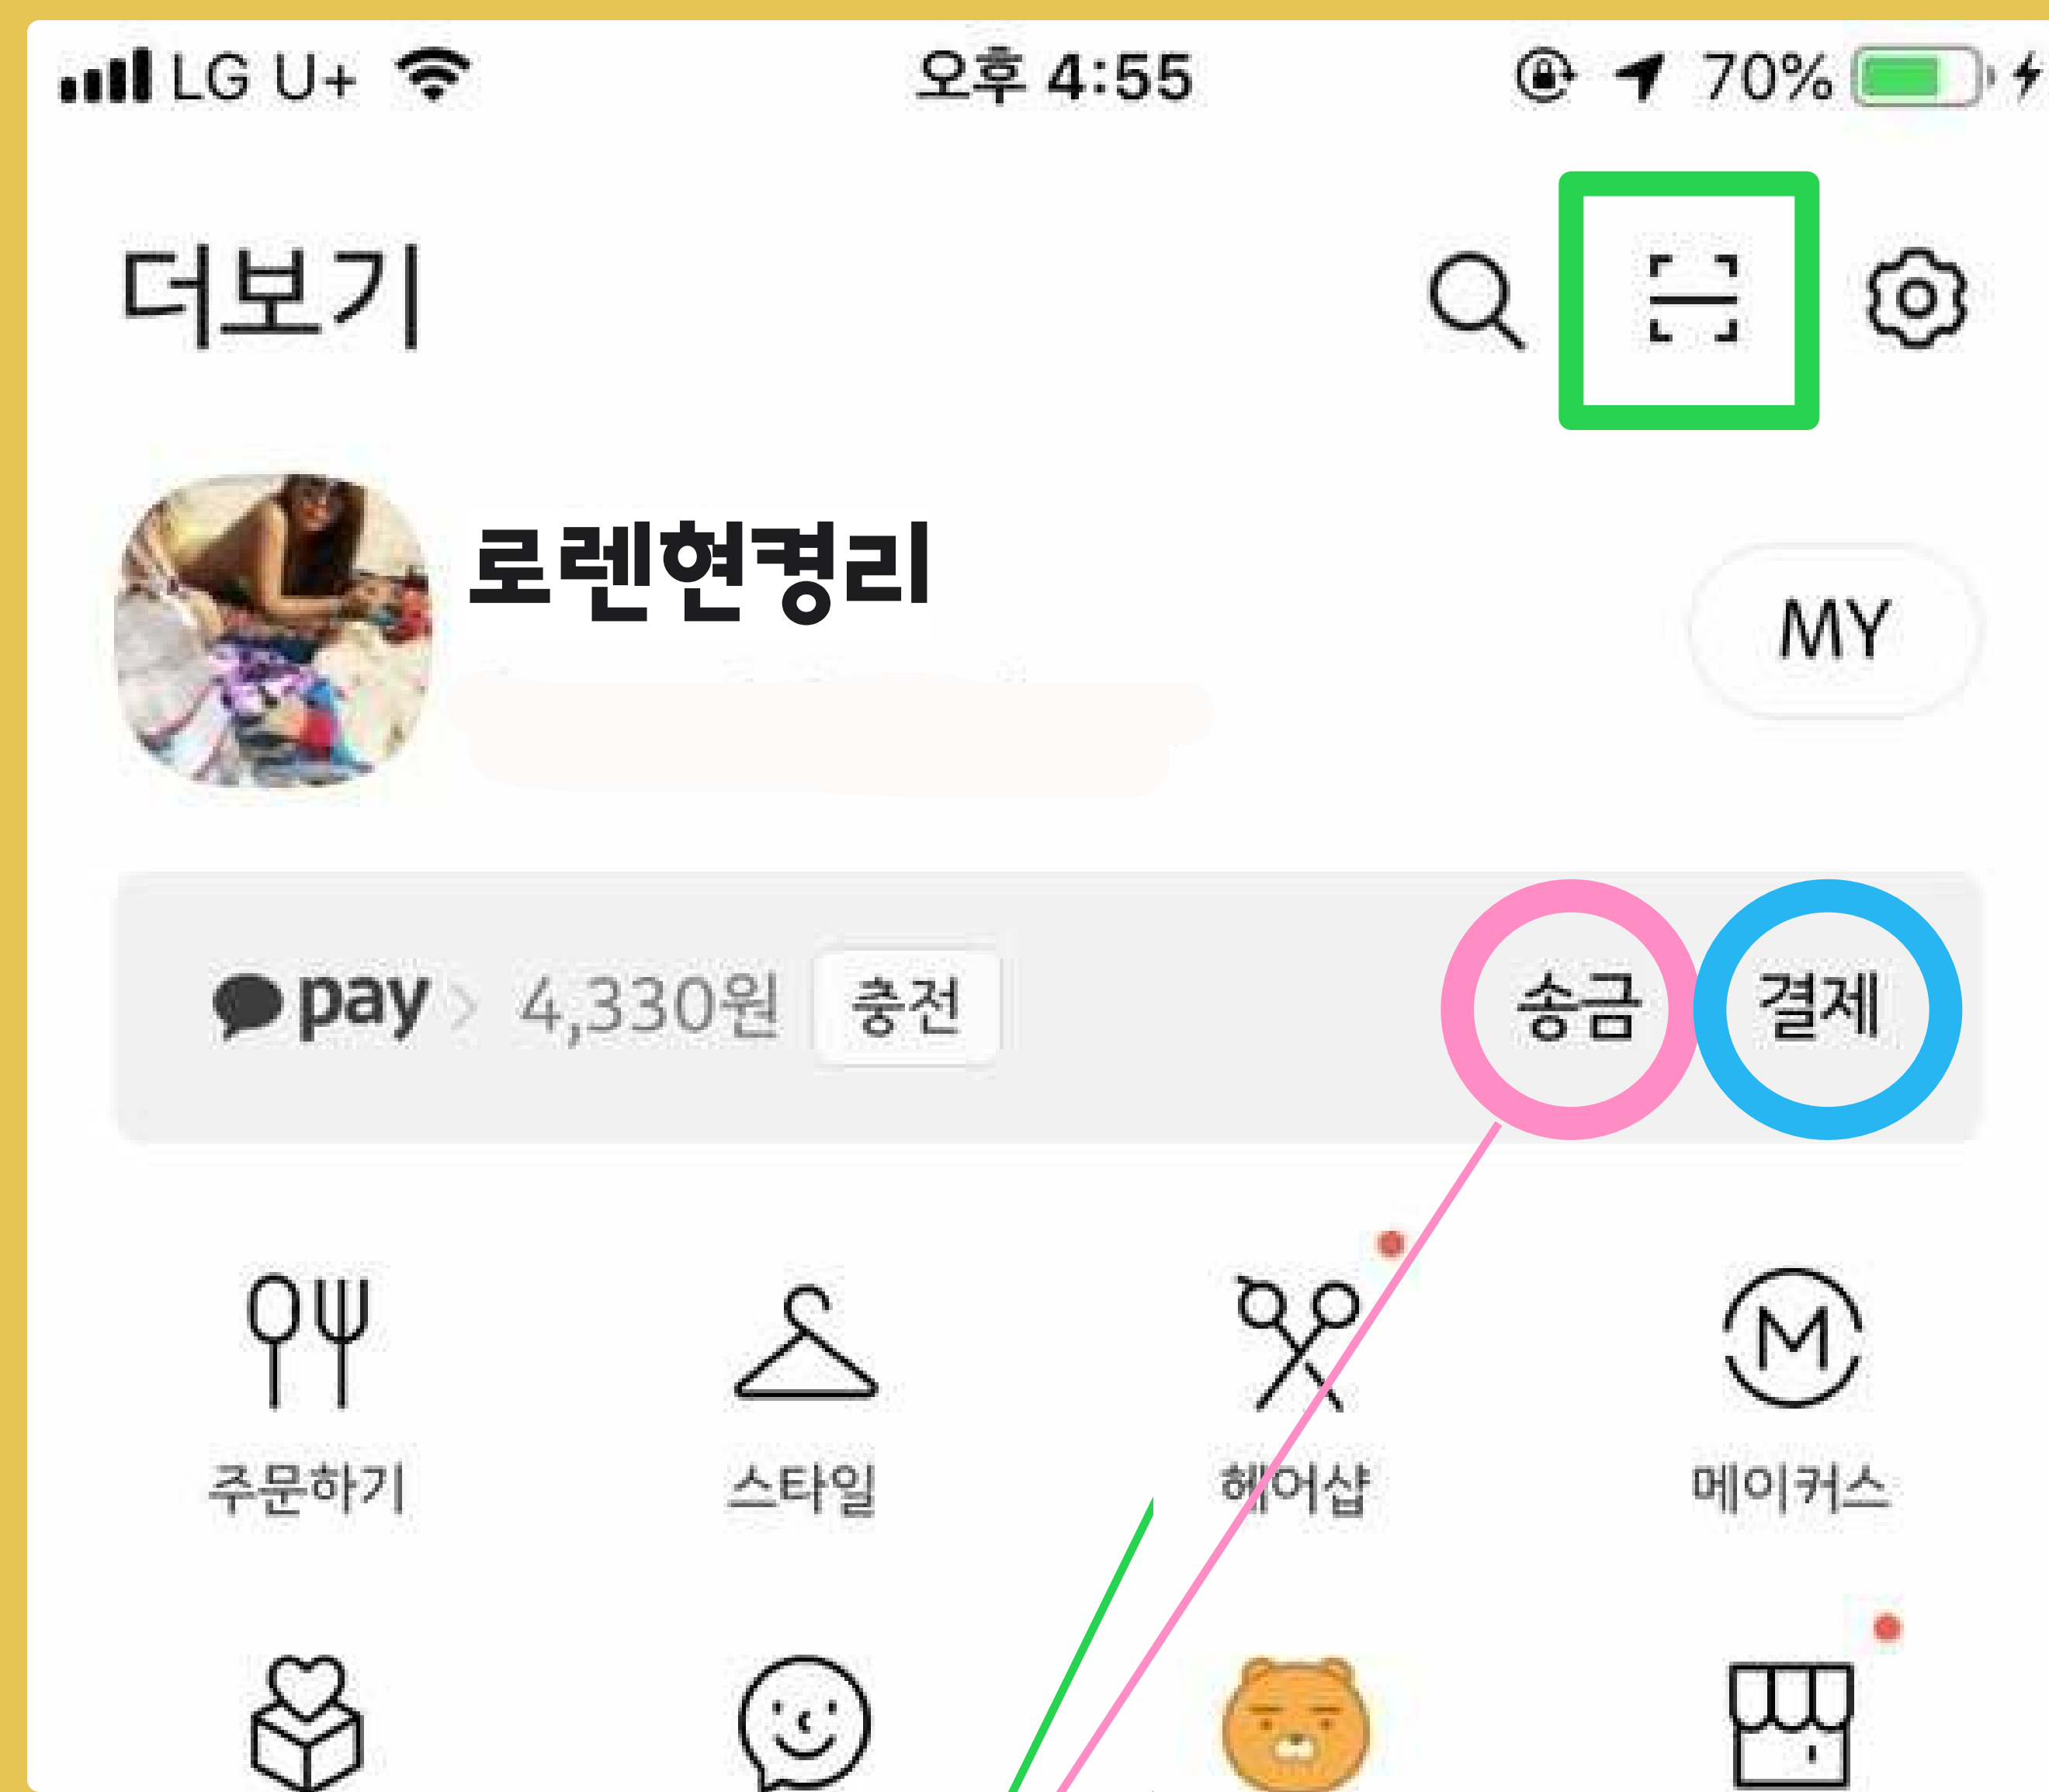 LG U+ 오후 4:55 70%
더보기
로렌현경리
MY
pay > 4,330원 충전 송금 결제
주문하기 스타일 헤어샵 메이커스